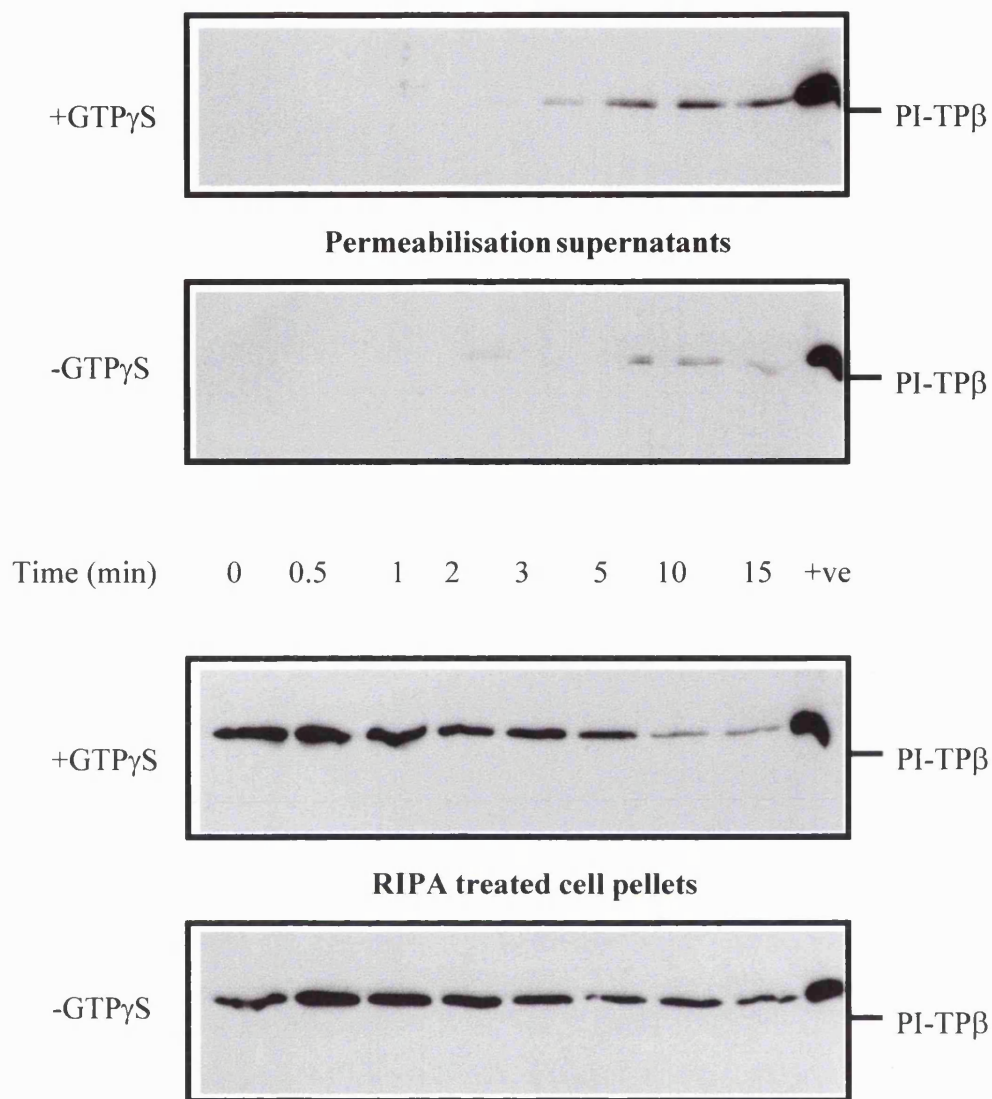 +GTPγS PI-TPβ
Permeabilisation supernatants
-GTPγS PI-TPβ
Time (min) 0 0.5 1 2 3 5 10 15 +ve
+GTPγS PI-TPβ
RIPA treated cell pellets
-GTPγS PI-TPβ